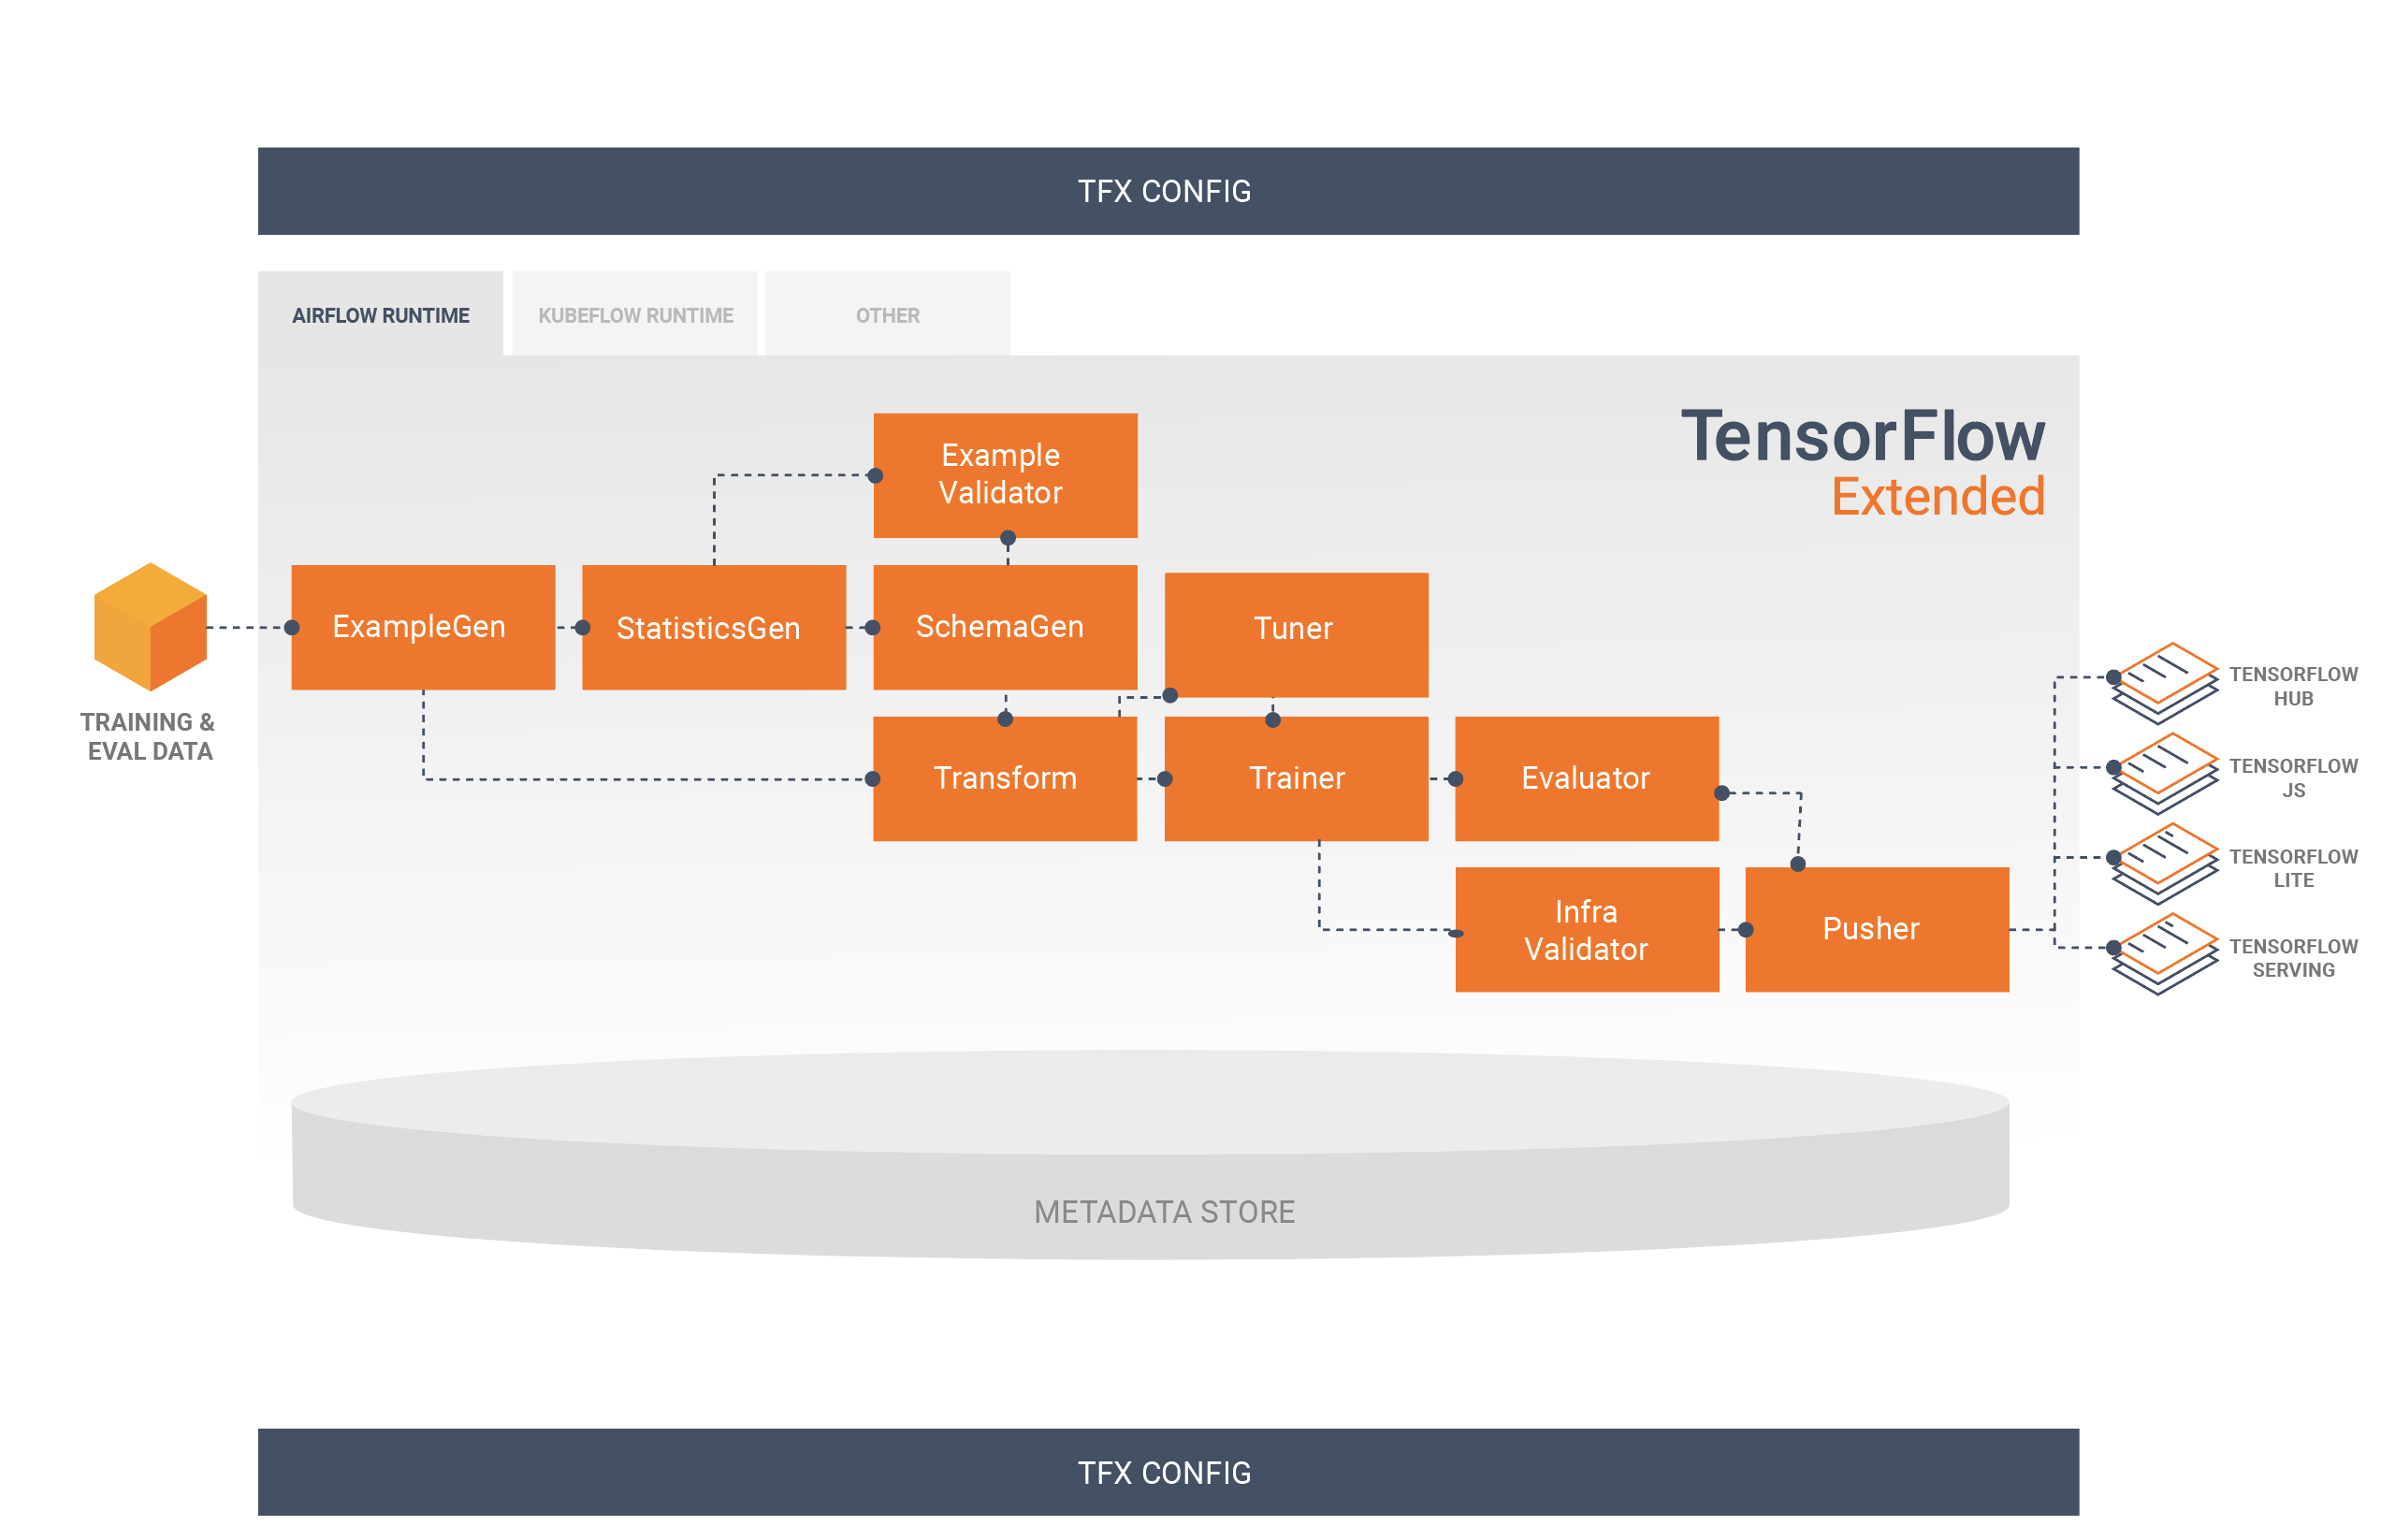 TFX CONFIG
AIRFLOW RUNTIME
KUBEFLOW RUNTIME
OTHER
TensorFlow
Extended
Example
Validator
ExampleGen
StatisticsGen
SchemaGen
Tuner
TRAINING &
EVAL DATA
Transform
Trainer
Evaluator
Infra
Validator
Pusher
TENSORFLOW
HUB
TENSORFLOW
JS
TENSORFLOW
LITE
TENSORFLOW
SERVING
METADATA STORE
TFX CONFIG